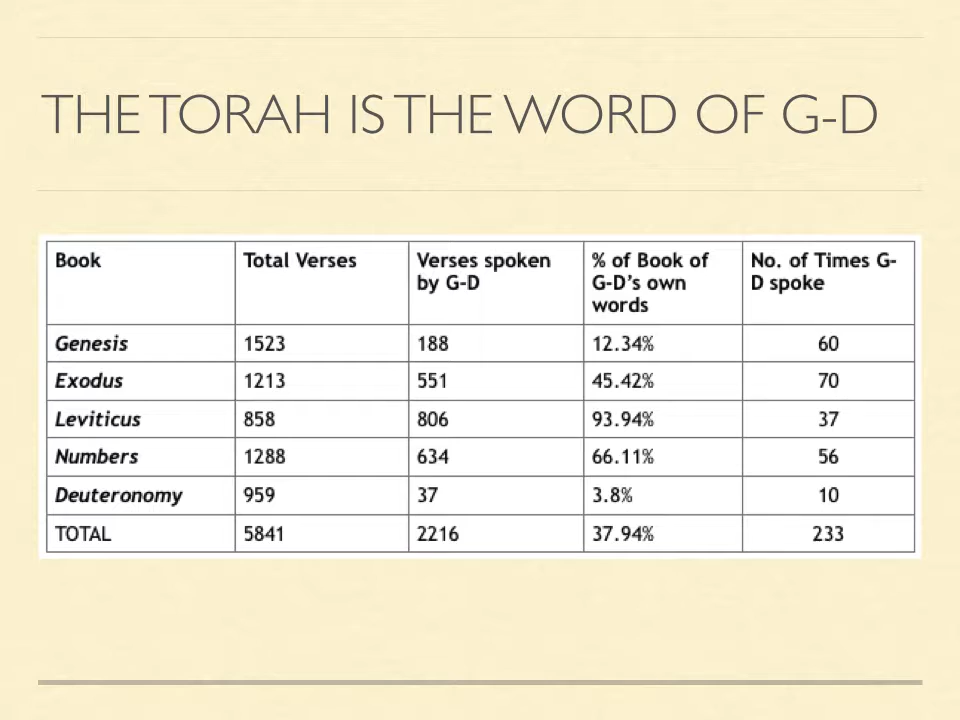 THE TORAH IS THE WORD OF G-D
Book Total Verses Verses spoken by G-D % of Book of G-D's own words No. of Times G-D spoke
Genesis 1523 188 12.34% 60
Exodus 1213 551 45.42% 70
Leviticus 858 806 93.94% 37
Numbers 1288 634 66.11% 56
Deuteronomy 959 37 3.8% 10
TOTAL 5841 2216 37.94% 233